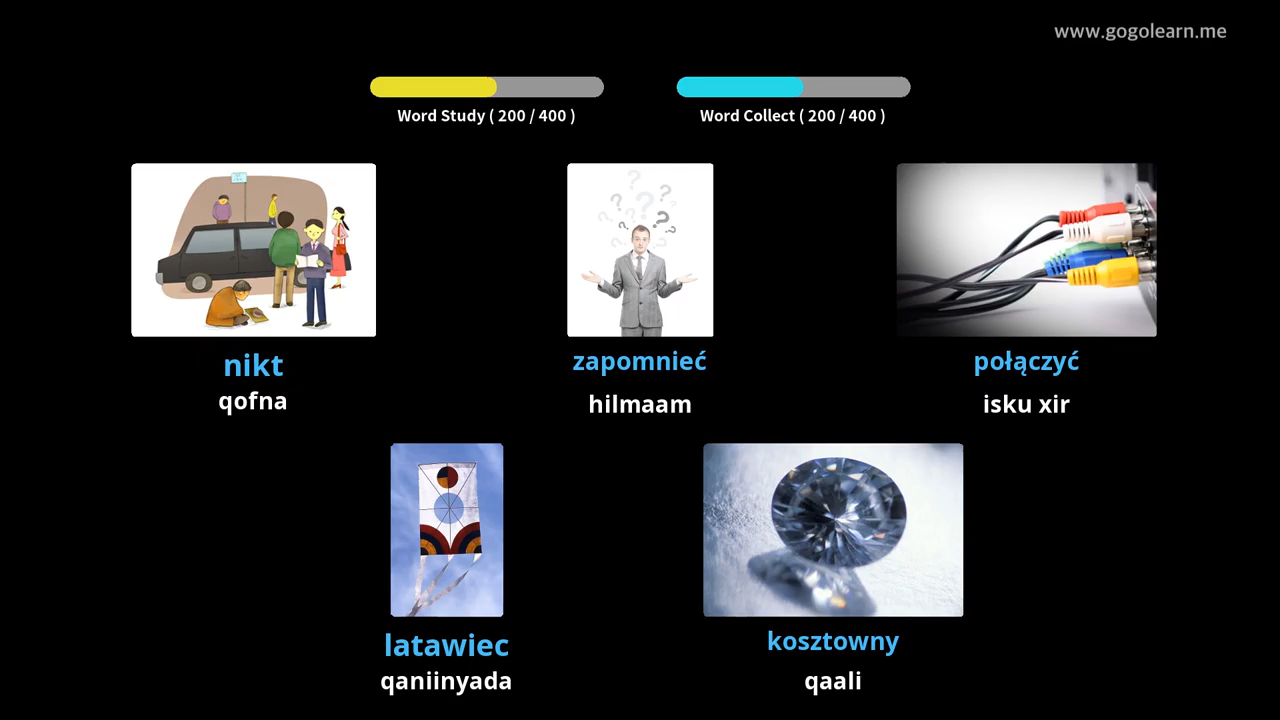 www.gogolearn.me
Word Study ( 200 / 400 )
Word Collect ( 200 / 400 )
nikt
qofna
zapomnieć
hilmaam
połączyć
isku xir
latawiec
qaniinyada
kosztowny
qaali